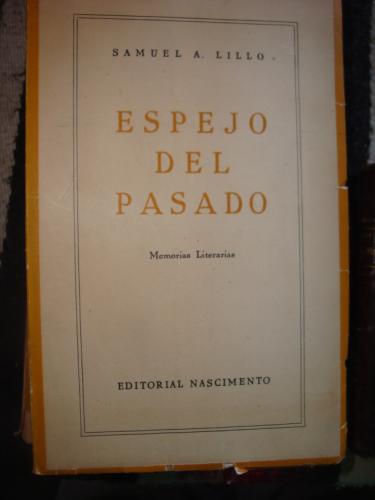 SAMUEL A. LILLO
ESPEJO
DEL
PASADO
Memorias Literarias
EDITORIAL NASCIMENTO